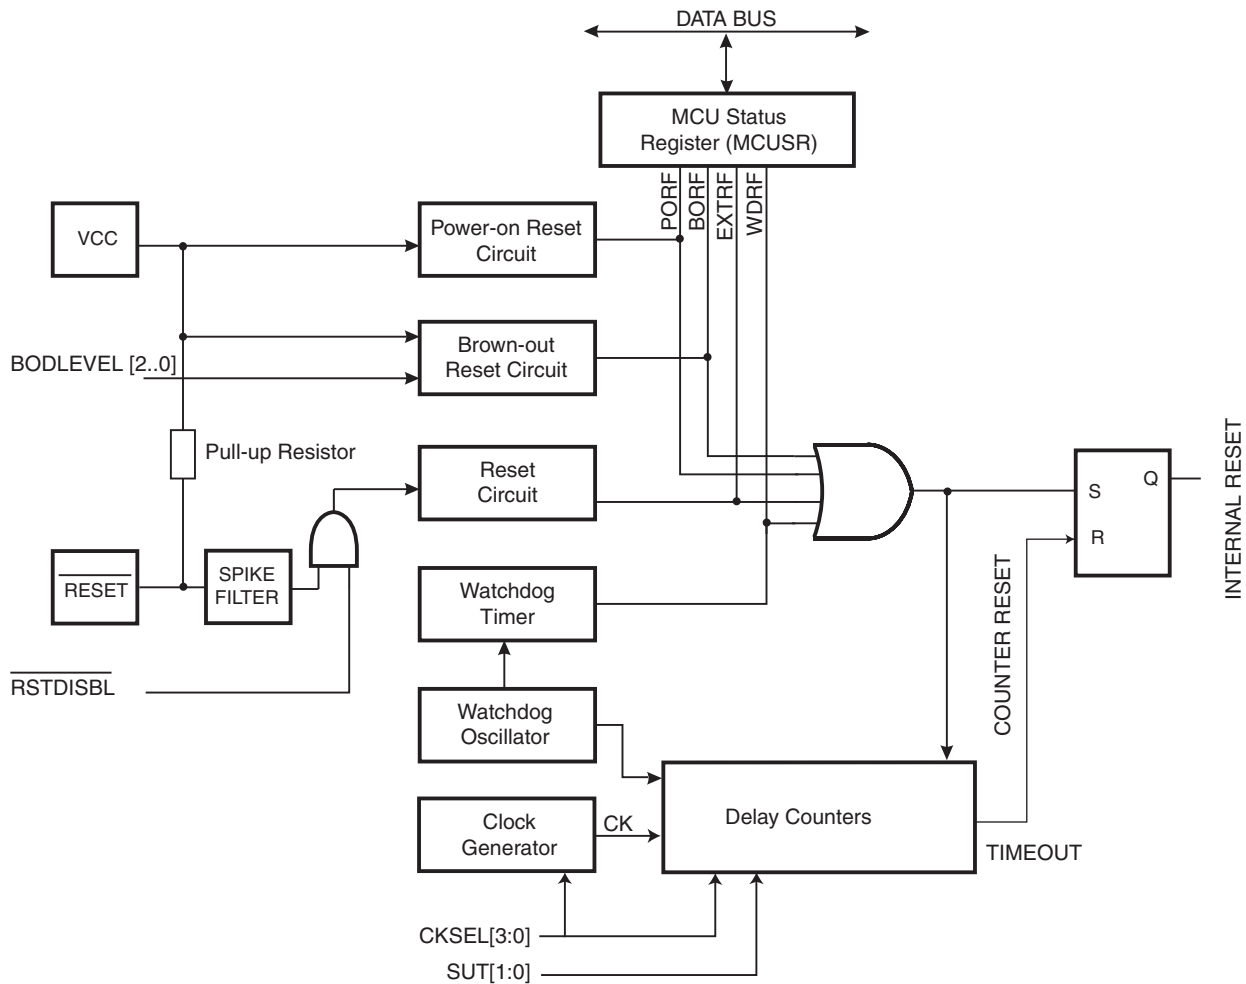 DATA BUS
MCU Status
Register (MCUSR)
PORF
BORF
EXTRF
WDRF
VCC
Power-on Reset
Circuit
Brown-out
Reset Circuit
BODLEVEL [2..0]
Pull-up Resistor
Reset
Circuit
S
Q
R
INTERNAL RESET
RESET
SPIKE
FILTER
Watchdog
Timer
COUNTER RESET
RSTDISBL
Watchdog
Oscillator
Clock
Generator
CK
Delay Counters
TIMEOUT
CKSEL[3:0]
SUT[1:0]